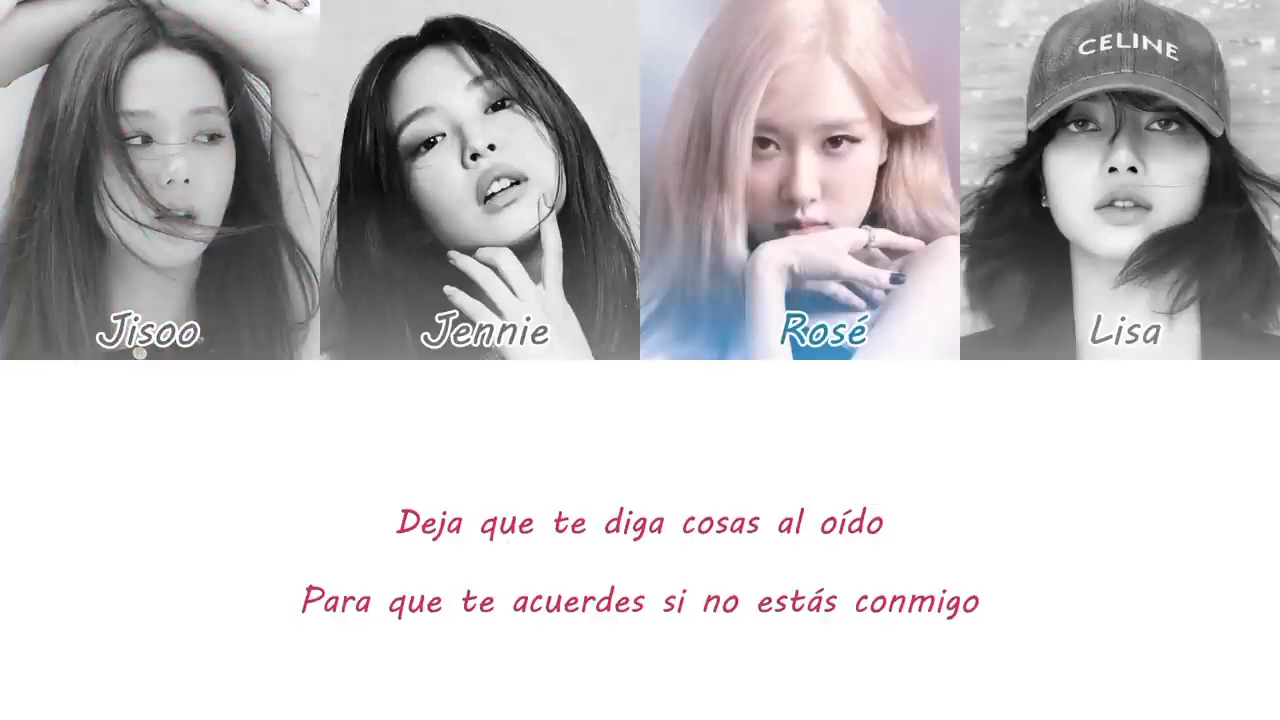 CELINE
Jisoo
Jennie
Rosé
Lisa
Deja que te diga cosas al oído
Para que te acuerdes si no estás conmigo